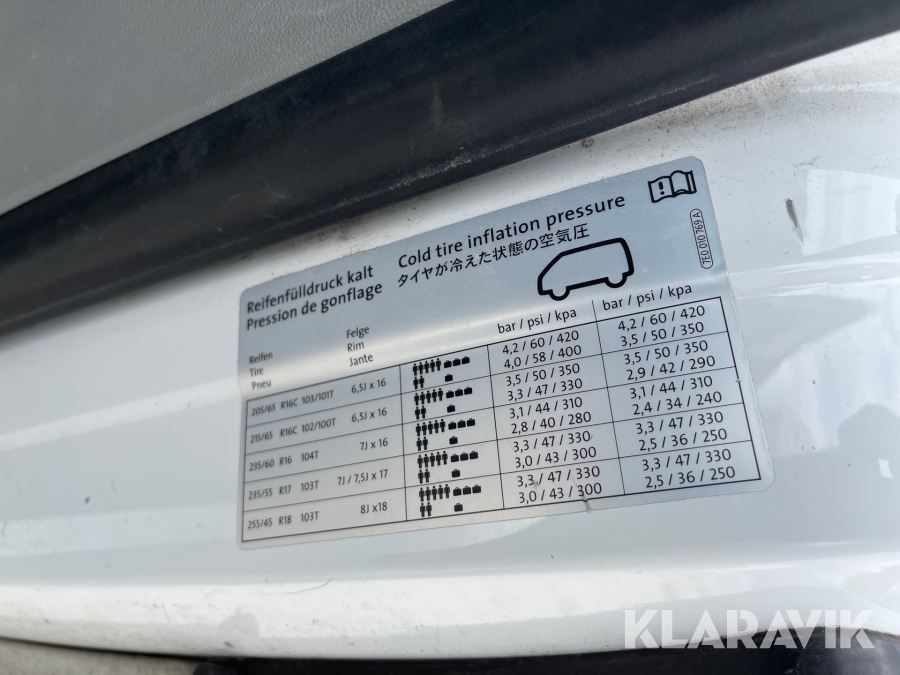 Reifenfülldruck kalt
Pression de gonflage
Cold tire inflation pressure
タイヤが冷えた状態の空気圧
7E0 010 769 A
Reifen
Tire
Pneu
Felge
Rim
Jante
bar / psi / kpa
bar / psi / kpa
205/65 R16C 103/101T 6,5J x 16
4,2 / 60 / 420 4,2 / 60 / 420
4,0 / 58 / 400 3,5 / 50 / 350
215/65 R16C 102/100T 6,5J x 16
3,5 / 50 / 350 3,5 / 50 / 350
3,3 / 47 / 330 2,9 / 42 / 290
235/60 R16 104T 7J x 16
3,1 / 44 / 310 3,1 / 44 / 310
2,8 / 40 / 280 2,4 / 34 / 240
235/55 R17 103T 7J / 7,5J x 17
3,3 / 47 / 330 3,3 / 47 / 330
3,0 / 43 / 300 2,5 / 36 / 250
255/45 R18 103T 8J x18
3,3 / 47 / 330 3,3 / 47 / 330
3,0 / 43 / 300 2,5 / 36 / 250
KLARAVIK